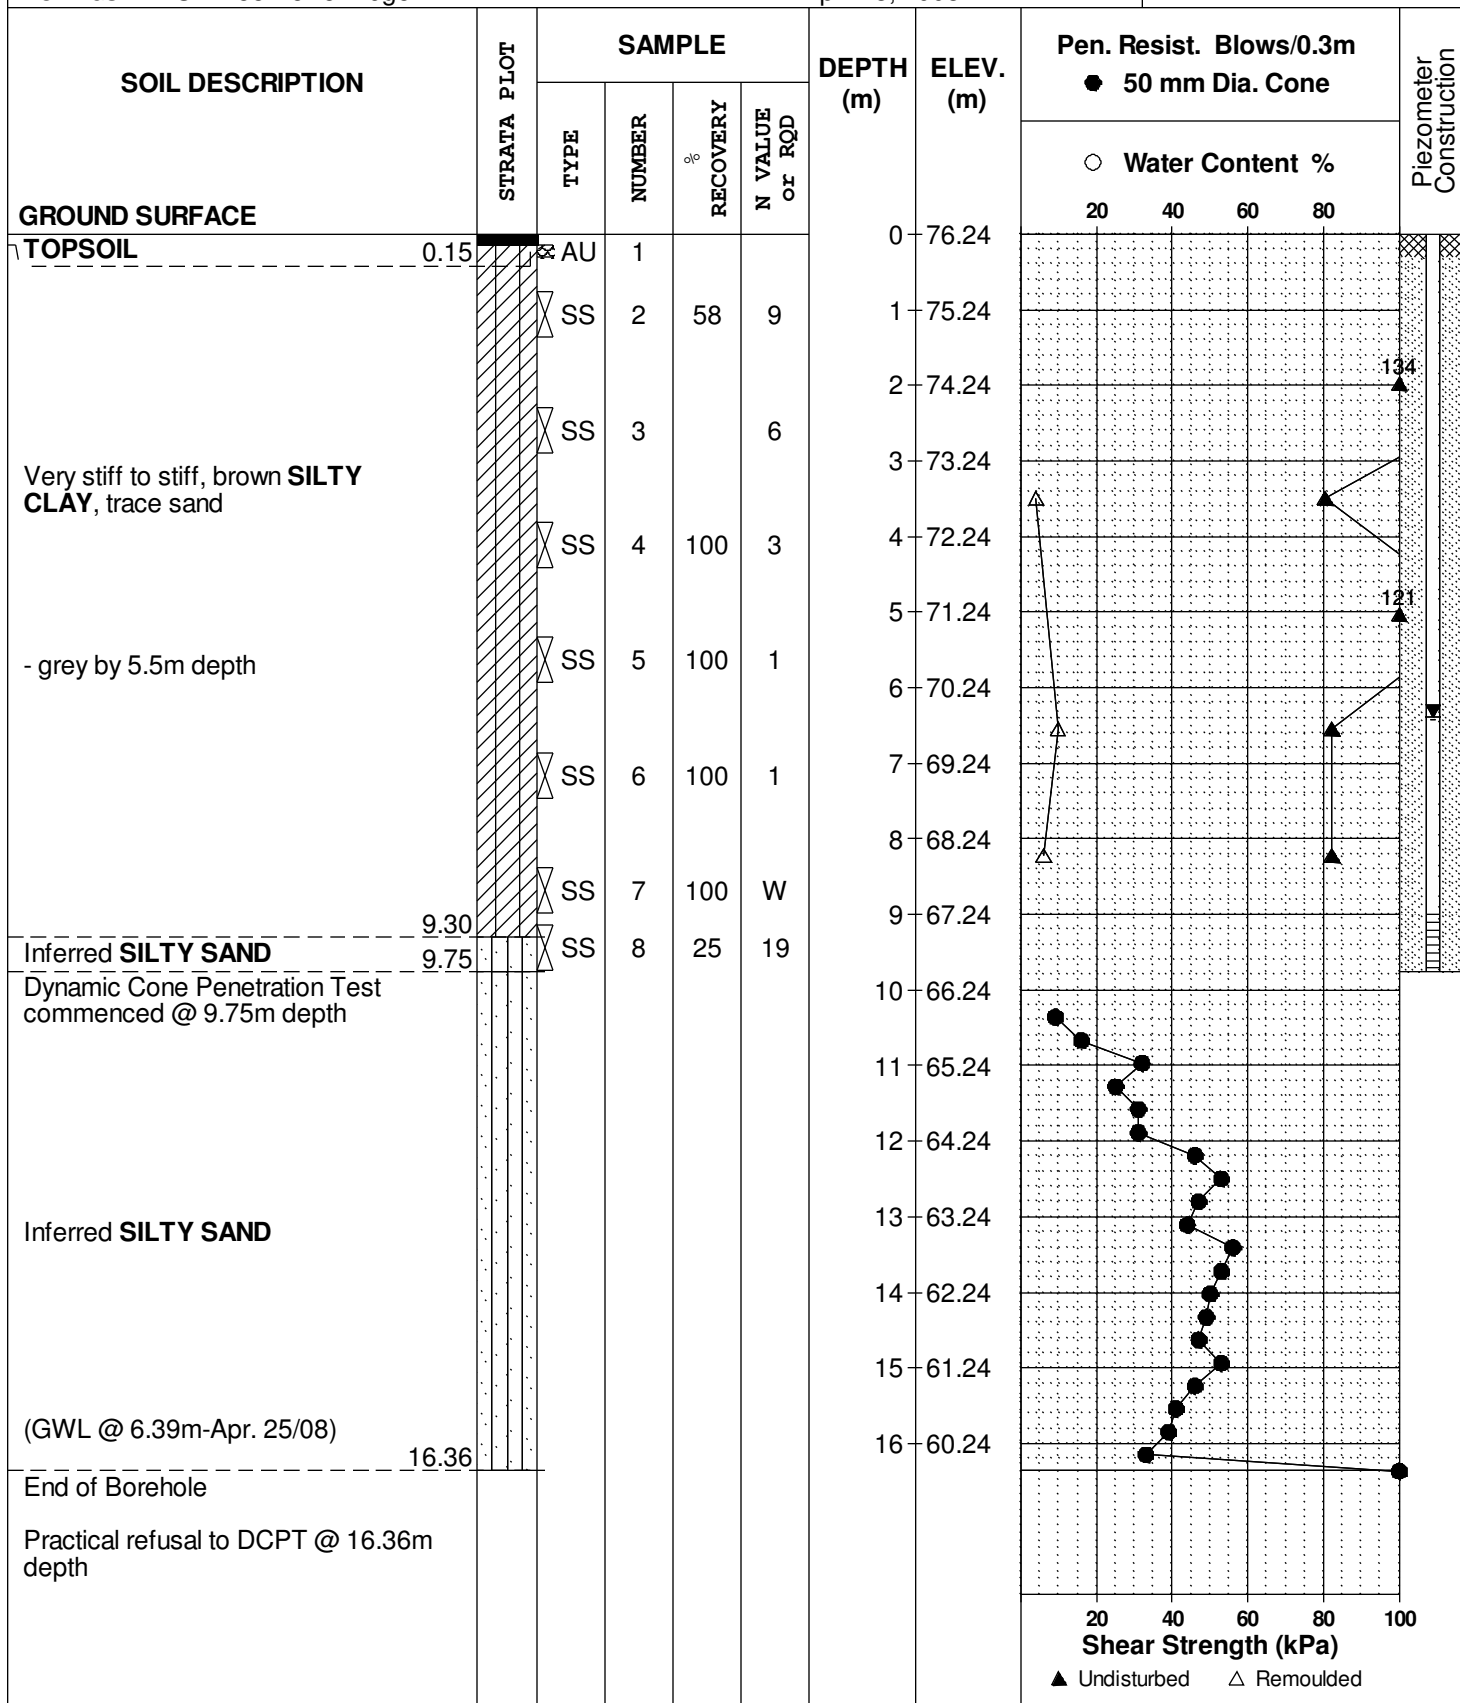 SOIL DESCRIPTION
GROUND SURFACE
STRATA PLOT
SAMPLE
TYPE
NUMBER
% RECOVERY
N VALUE or RQD
DEPTH (m)
ELEV. (m)
Pen. Resist. Blows/0.3m
● 50 mm Dia. Cone
○ Water Content %
20 40 60 80
Piezometer Construction
TOPSOIL 0.15
AU 1
0 76.24
SS 2 58 9
1 75.24
134
2 74.24
SS 3 6
3 73.24
Very stiff to stiff, brown SILTY
CLAY, trace sand
SS 4 100 3
4 72.24
121
5 71.24
- grey by 5.5m depth
SS 5 100 1
6 70.24
7 69.24
SS 6 100 1
8 68.24
SS 7 100 W
9 67.24
9.30
Inferred SILTY SAND 9.75
SS 8 25 19
Dynamic Cone Penetration Test
commenced @ 9.75m depth
10 66.24
11 65.24
12 64.24
13 63.24
Inferred SILTY SAND
14 62.24
15 61.24
(GWL @ 6.39m-Apr. 25/08)
16 60.24
16.36
End of Borehole
Practical refusal to DCPT @ 16.36m
depth
20 40 60 80 100
Shear Strength (kPa)
▲ Undisturbed △ Remoulded